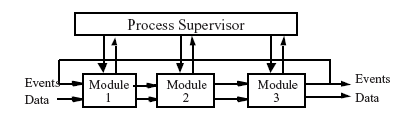 Process Supervisor
Events
Data
Module
1
Module
2
Module
3
Events
Data